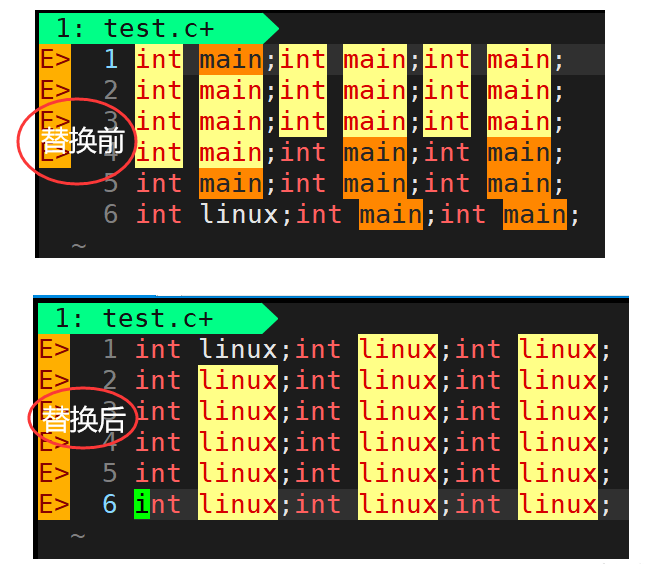 1: test.c+
E> 1 int main;int main;int main;
E> 2 int main;int main;int main;
E> 3 int main;int main;int main;
替换前
E> 4 int main;int main;int main;
5 int main;int main;int main;
6 int linux;int main;int main;
~
1: test.c+
E> 1 int linux;int linux;int linux;
E> 2 int linux;int linux;int linux;
E> 3 int linux;int linux;int linux;
替换后
E> 4 int linux;int linux;int linux;
E> 5 int linux;int linux;int linux;
E> 6 int linux;int linux;int linux;
~